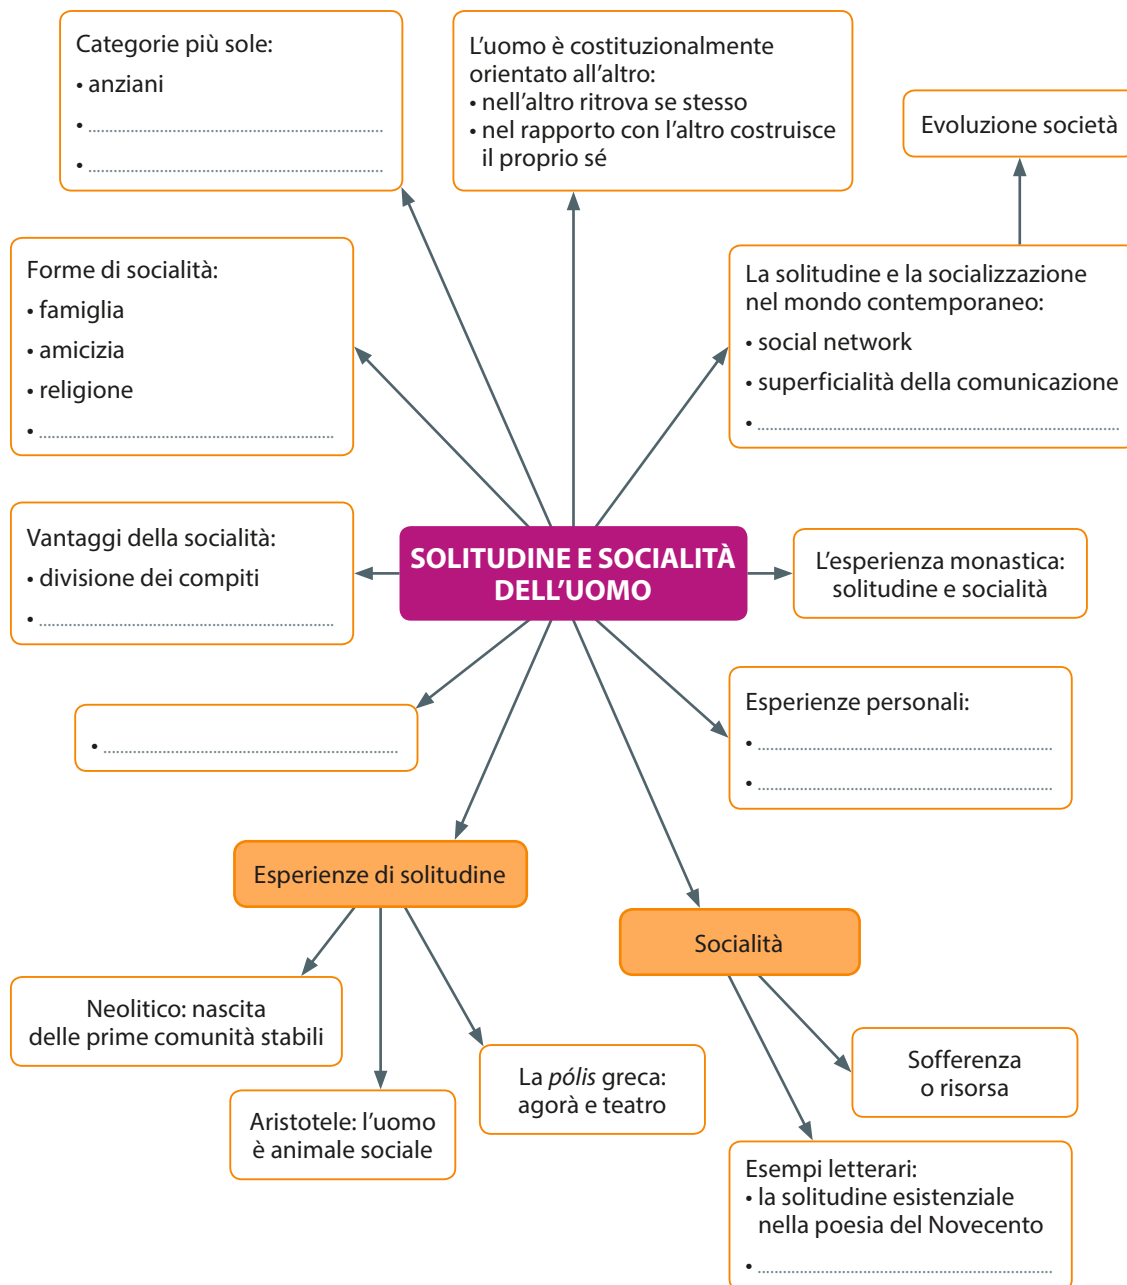 Categorie più sole:
• anziani
• ................................................
• ................................................
L'uomo è costituzionalmente
orientato all'altro:
• nell'altro ritrova se stesso
• nel rapporto con l'altro costruisce
il proprio sé
Evoluzione società
Forme di socialità:
• famiglia
• amicizia
• religione
• ................................................
La solitudine e la socializzazione
nel mondo contemporaneo:
• social network
• superficialità della comunicazione
• ................................................
Vantaggi della socialità:
• divisione dei compiti
• ................................................
SOLITUDINE E SOCIALITÀ
DELL'UOMO
L'esperienza monastica:
solitudine e socialità
• ................................................
Esperienze personali:
• ................................................
• ................................................
Esperienze di solitudine
Socialità
Neolitico: nascita
delle prime comunità stabili
Aristotele: l'uomo
è animale sociale
La pólis greca:
agorà e teatro
Sofferenza
o risorsa
Esempi letterari:
• la solitudine esistenziale
nella poesia del Novecento
• ................................................